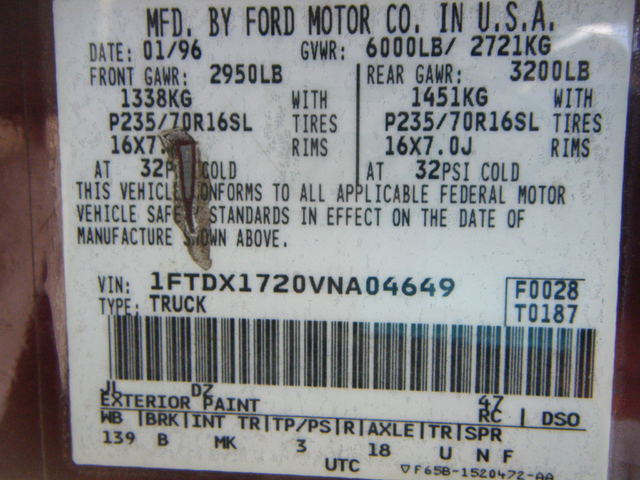 MFD. BY FORD MOTOR CO. IN U.S.A.
DATE: 01/96 GVWR: 6000LB/ 2721KG
FRONT GAWR: 2950LB REAR GAWR: 3200LB
1338KG WITH 1451KG WITH
P235/70R16SL TIRES P235/70R16SL TIRES
16X7 RIMS 16X7.0J RIMS
AT 32P COLD AT 32PSI COLD
THIS VEHICLE CONFORMS TO ALL APPLICABLE FEDERAL MOTOR
VEHICLE SAFETY STANDARDS IN EFFECT ON THE DATE OF
MANUFACTURE SHOWN ABOVE.
VIN: 1FTDX1720VNA04649 F0028
TYPE: TRUCK T0187
JL DZ 47
EXTERIOR PAINT RC DSO
WB |BRK|INT TR|TP/PS|R|AXLE|TR|SPR
139 B MK 3 18 U N F
UTC ▽F65B-1520472-AA